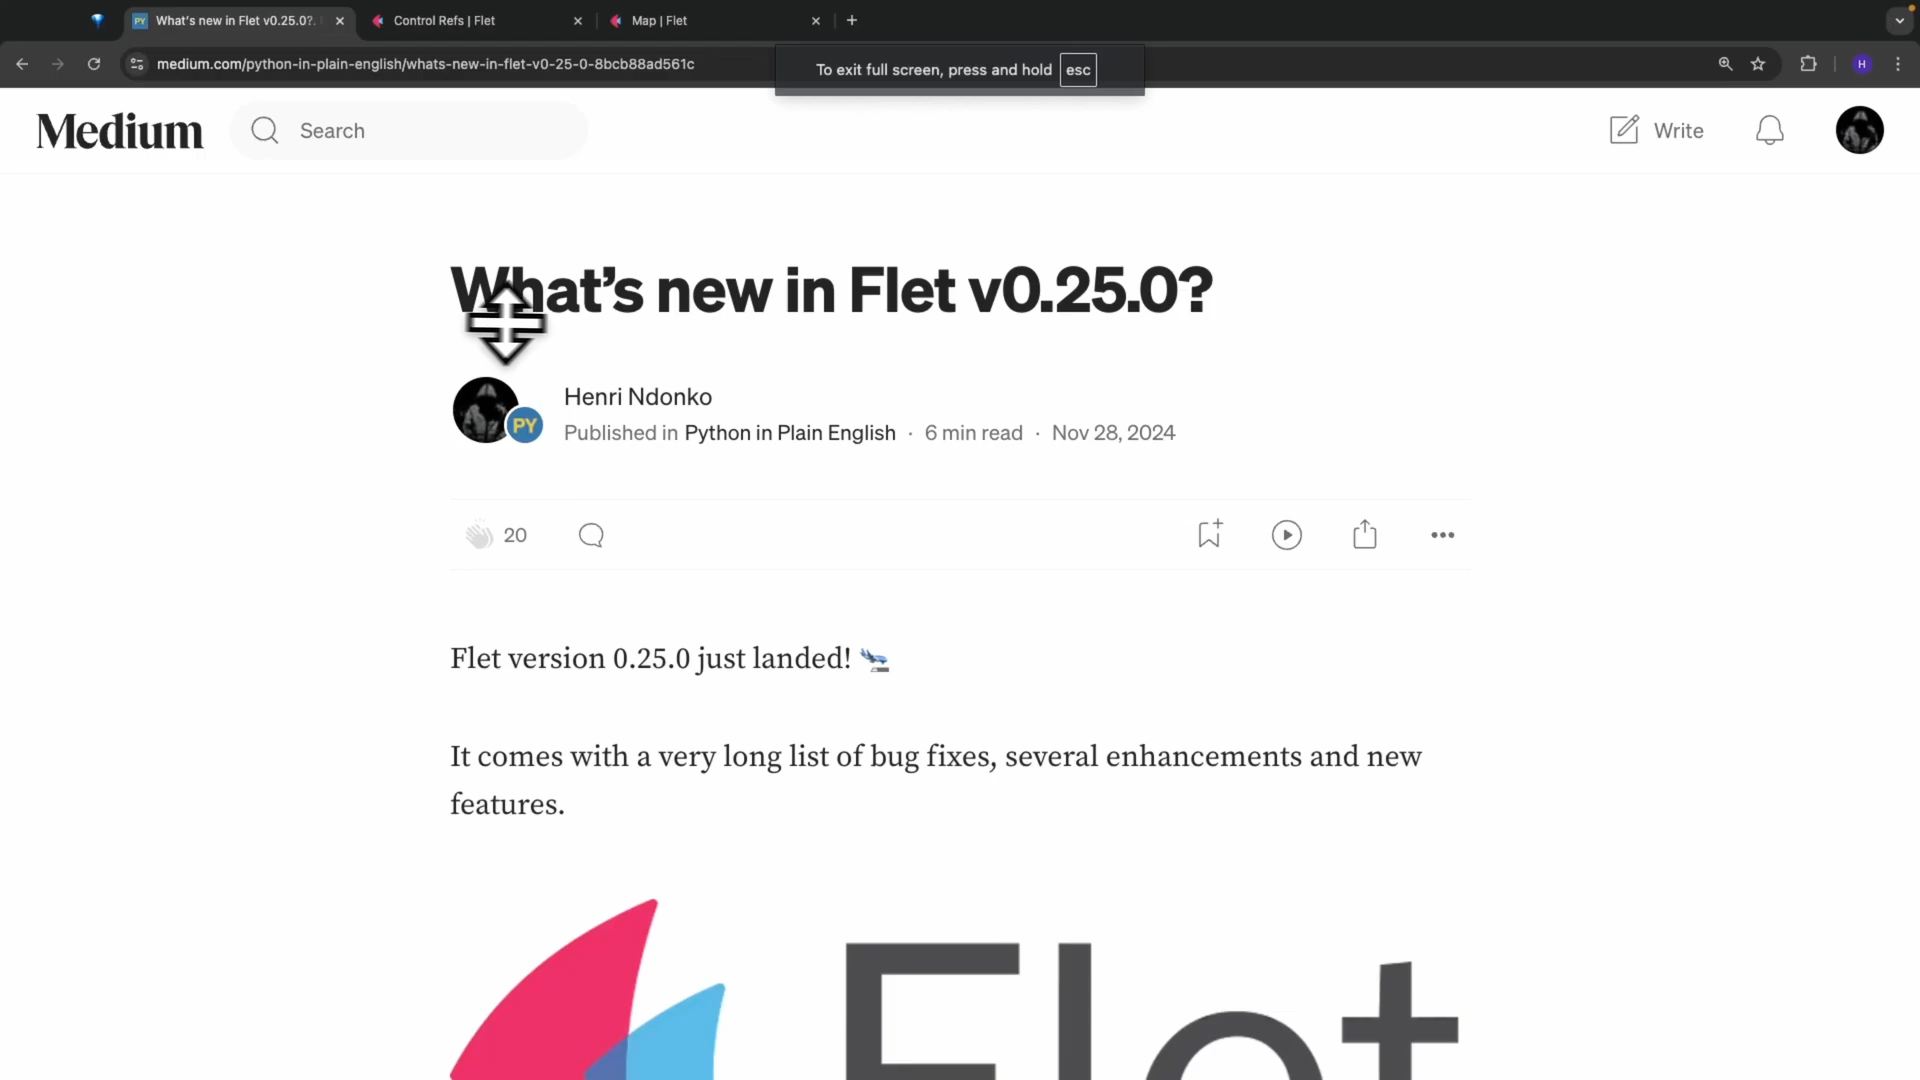 What's new in Flet v0.25.0?.
Control Refs | Flet
Map | Flet
medium.com/python-in-plain-english/whats-new-in-flet-v0-25-0-8bcb88ad561c
To exit full screen, press and hold esc
H
Medium
Search
Write
What's new in Flet v0.25.0?
PY
Henri Ndonko
Published in Python in Plain English · 6 min read · Nov 28, 2024
20
Flet version 0.25.0 just landed! 🛬
It comes with a very long list of bug fixes, several enhancements and new
features.
Flet